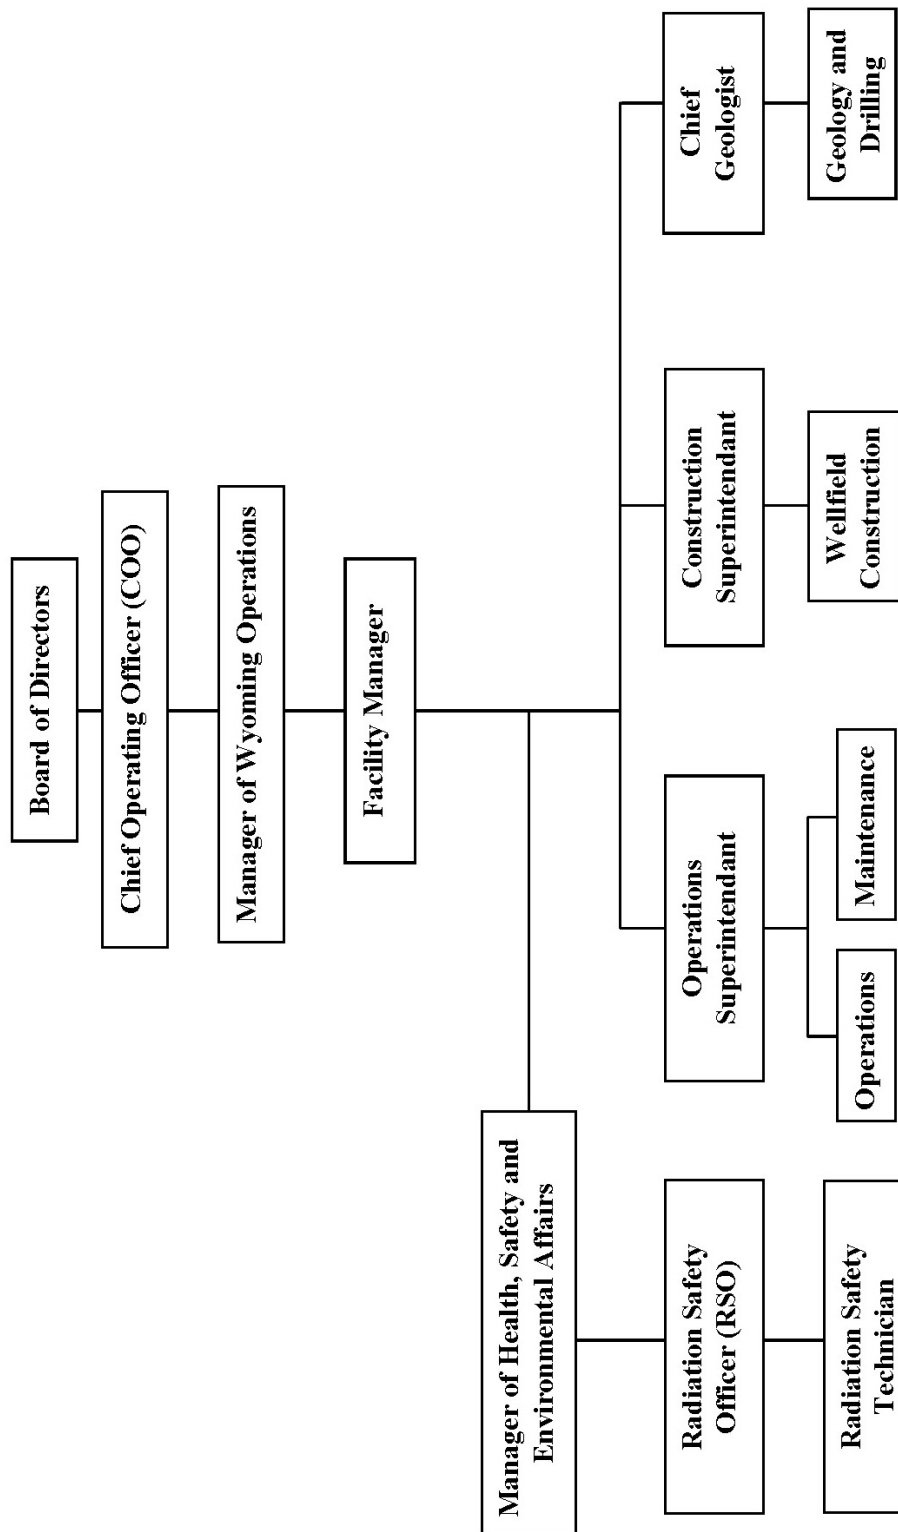 Board of Directors
Chief Operating Officer (COO)
Manager of Wyoming Operations
Facility Manager
Manager of Health, Safety and
Environmental Affairs
Radiation Safety
Officer (RSO)
Operations
Superintendant
Construction
Superintendant
Chief
Geologist
Radiation Safety
Technician
Operations
Maintenance
Wellfield
Construction
Geology and
Drilling